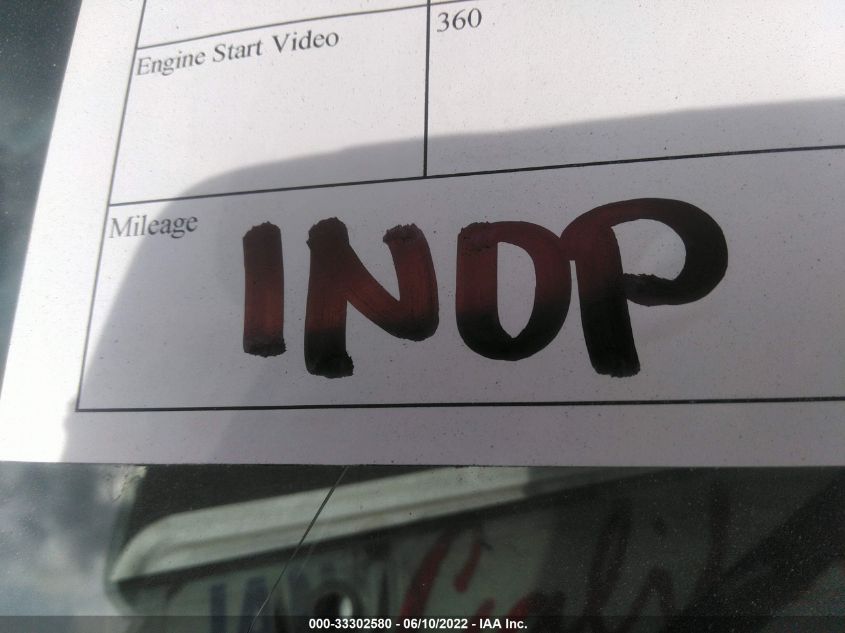 Engine Start Video 360
Mileage INOP
000-33302580 - 06/10/2022 - IAA Inc.